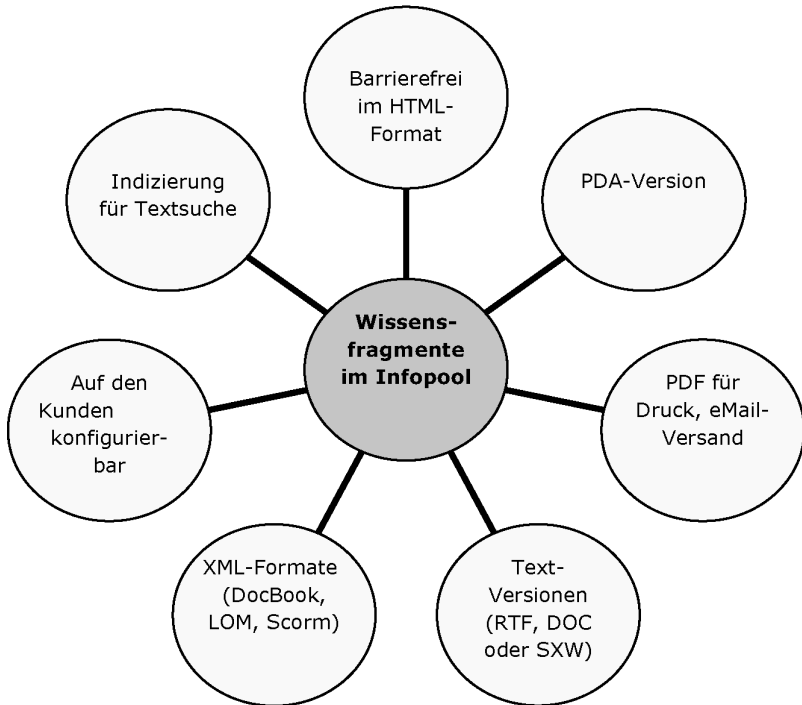 Barrierefrei
im HTML-
Format
PDA-Version
PDF für
Druck, eMail-
Versand
Text-
Versionen
(RTF, DOC
oder SXW)
XML-Formate
(DocBook,
LOM, Scorm)
Auf den
Kunden
konfigurier-
bar
Indizierung
für Textsuche
Wissens-
fragmente
im Infopool